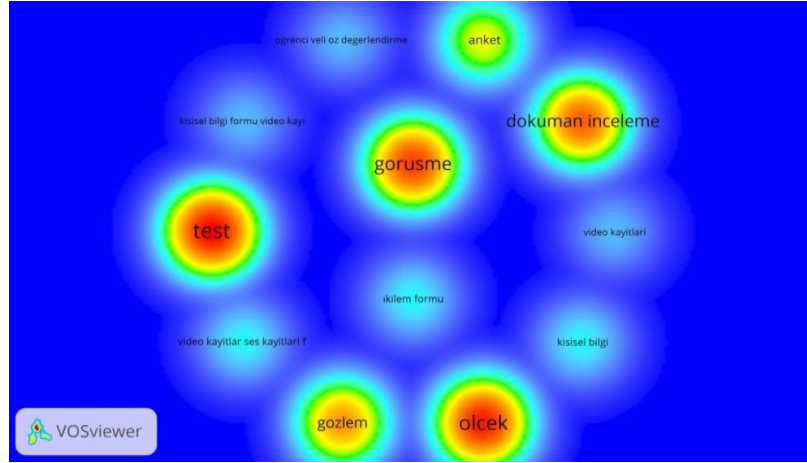 ogrenci veli oz degerlendirme
anket
kisisel bilgi formu video kayi
dokuman inceleme
gorusme
test
video kayitlari
ikilem formu
video kayitlar ses kayitlari f
kisisel bilgi
gozlem
olcek
VOSviewer